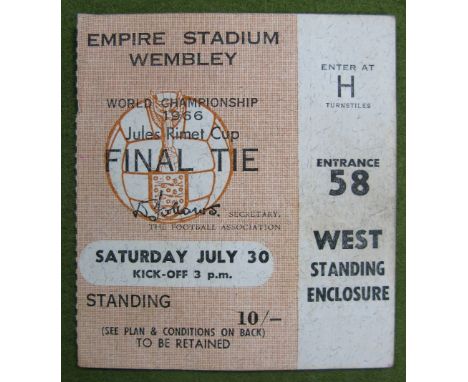 EMPIRE STADIUM
WEMBLEY
WORLD CHAMPIONSHIP
1966
Jules Rimet Cup
FINAL TIE
SECRETARY,
THE FOOTBALL ASSOCIATION
SATURDAY JULY 30
KICK-OFF 3 p.m.
STANDING
10/–
(SEE PLAN & CONDITIONS ON BACK)
TO BE RETAINED
ENTER AT
H
TURNSTILES
ENTRANCE
58
WEST
STANDING
ENCLOSURE